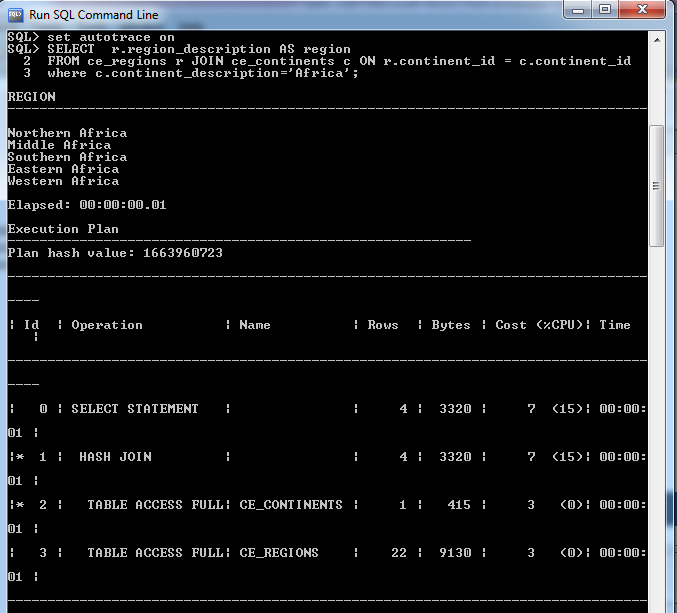 Run SQL Command Line
SQL> set autotrace on
SQL> SELECT  r.region_description AS region
  2  FROM ce_regions r JOIN ce_continents c ON r.continent_id = c.continent_id
  3  where c.continent_description='Africa';
REGION
--------------------------------------------------------------------------------
Northern Africa
Middle Africa
Southern Africa
Eastern Africa
Western Africa
Elapsed: 00:00:00.01
Execution Plan
----------------------------------------------------------
Plan hash value: 1663960723
--------------------------------------------------------------------------------
----
| Id  | Operation          | Name          | Rows  | Bytes | Cost (%CPU)| Time
   |
--------------------------------------------------------------------------------
----
|   0 | SELECT STATEMENT   |               |     4 |  3320 |     7  (15)| 00:00:
01 |
|*  1 |  HASH JOIN         |               |     4 |  3320 |     7  (15)| 00:00:
01 |
|*  2 |   TABLE ACCESS FULL| CE_CONTINENTS |     1 |   415 |     3   (0)| 00:00:
01 |
|   3 |   TABLE ACCESS FULL| CE_REGIONS    |    22 |  9130 |     3   (0)| 00:00:
01 |
--------------------------------------------------------------------------------